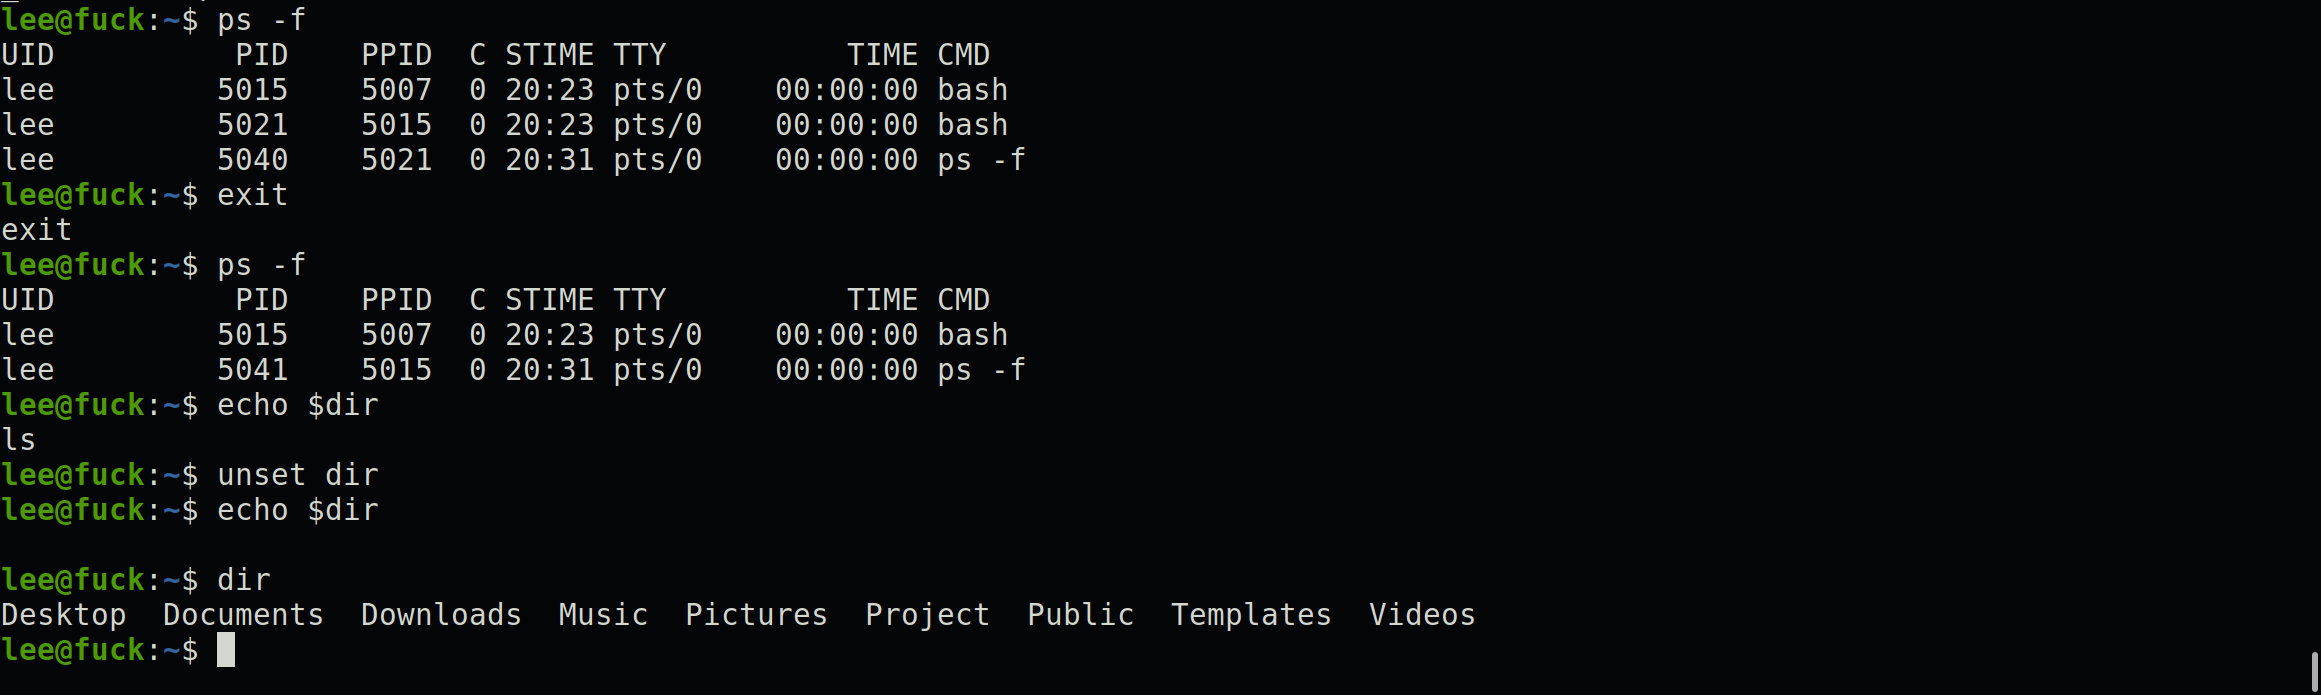 lee@fuck:~$ ps -f
UID          PID    PPID  C STIME TTY          TIME CMD
lee         5015    5007  0 20:23 pts/0    00:00:00 bash
lee         5021    5015  0 20:23 pts/0    00:00:00 bash
lee         5040    5021  0 20:31 pts/0    00:00:00 ps -f
lee@fuck:~$ exit
exit
lee@fuck:~$ ps -f
UID          PID    PPID  C STIME TTY          TIME CMD
lee         5015    5007  0 20:23 pts/0    00:00:00 bash
lee         5041    5015  0 20:31 pts/0    00:00:00 ps -f
lee@fuck:~$ echo $dir
ls
lee@fuck:~$ unset dir
lee@fuck:~$ echo $dir

lee@fuck:~$ dir
Desktop  Documents  Downloads  Music  Pictures  Project  Public  Templates  Videos
lee@fuck:~$